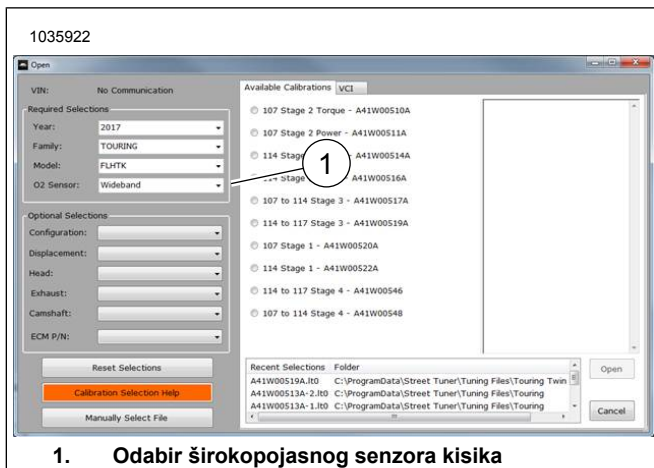 1035922
Open
VIN: No Communication
Required Selections
Year: 2017
Family: TOURING
Model: FLHTK
O2 Sensor: Wideband
Optional Selections
Configuration:
Displacement:
Head:
Exhaust:
Camshaft:
ECM P/N:
Reset Selections
Calibration Selection Help
Manually Select File
Available Calibrations VCI
107 Stage 2 Torque - A41W00510A
107 Stage 2 Power - A41W00511A
114 Stage A41W00514A
1
114 Stage A41W00516A
107 to 114 Stage 3 - A41W00517A
114 to 117 Stage 3 - A41W00519A
107 Stage 1 - A41W00520A
114 Stage 1 - A41W00522A
114 to 117 Stage 4 - A41W00546
107 to 114 Stage 4 - A41W00548
Recent Selections Folder
A41W00519A.lt0 C:\ProgramData\Street Tuner\Tuning Files\Touring Twin
A41W00513A-2.lt0 C:\ProgramData\Street Tuner\Tuning Files\Touring
A41W00513A-1.lt0 C:\ProgramData\Street Tuner\Tuning Files\Touring
Open
Cancel
1. Odabir širokopojasnog senzora kisika